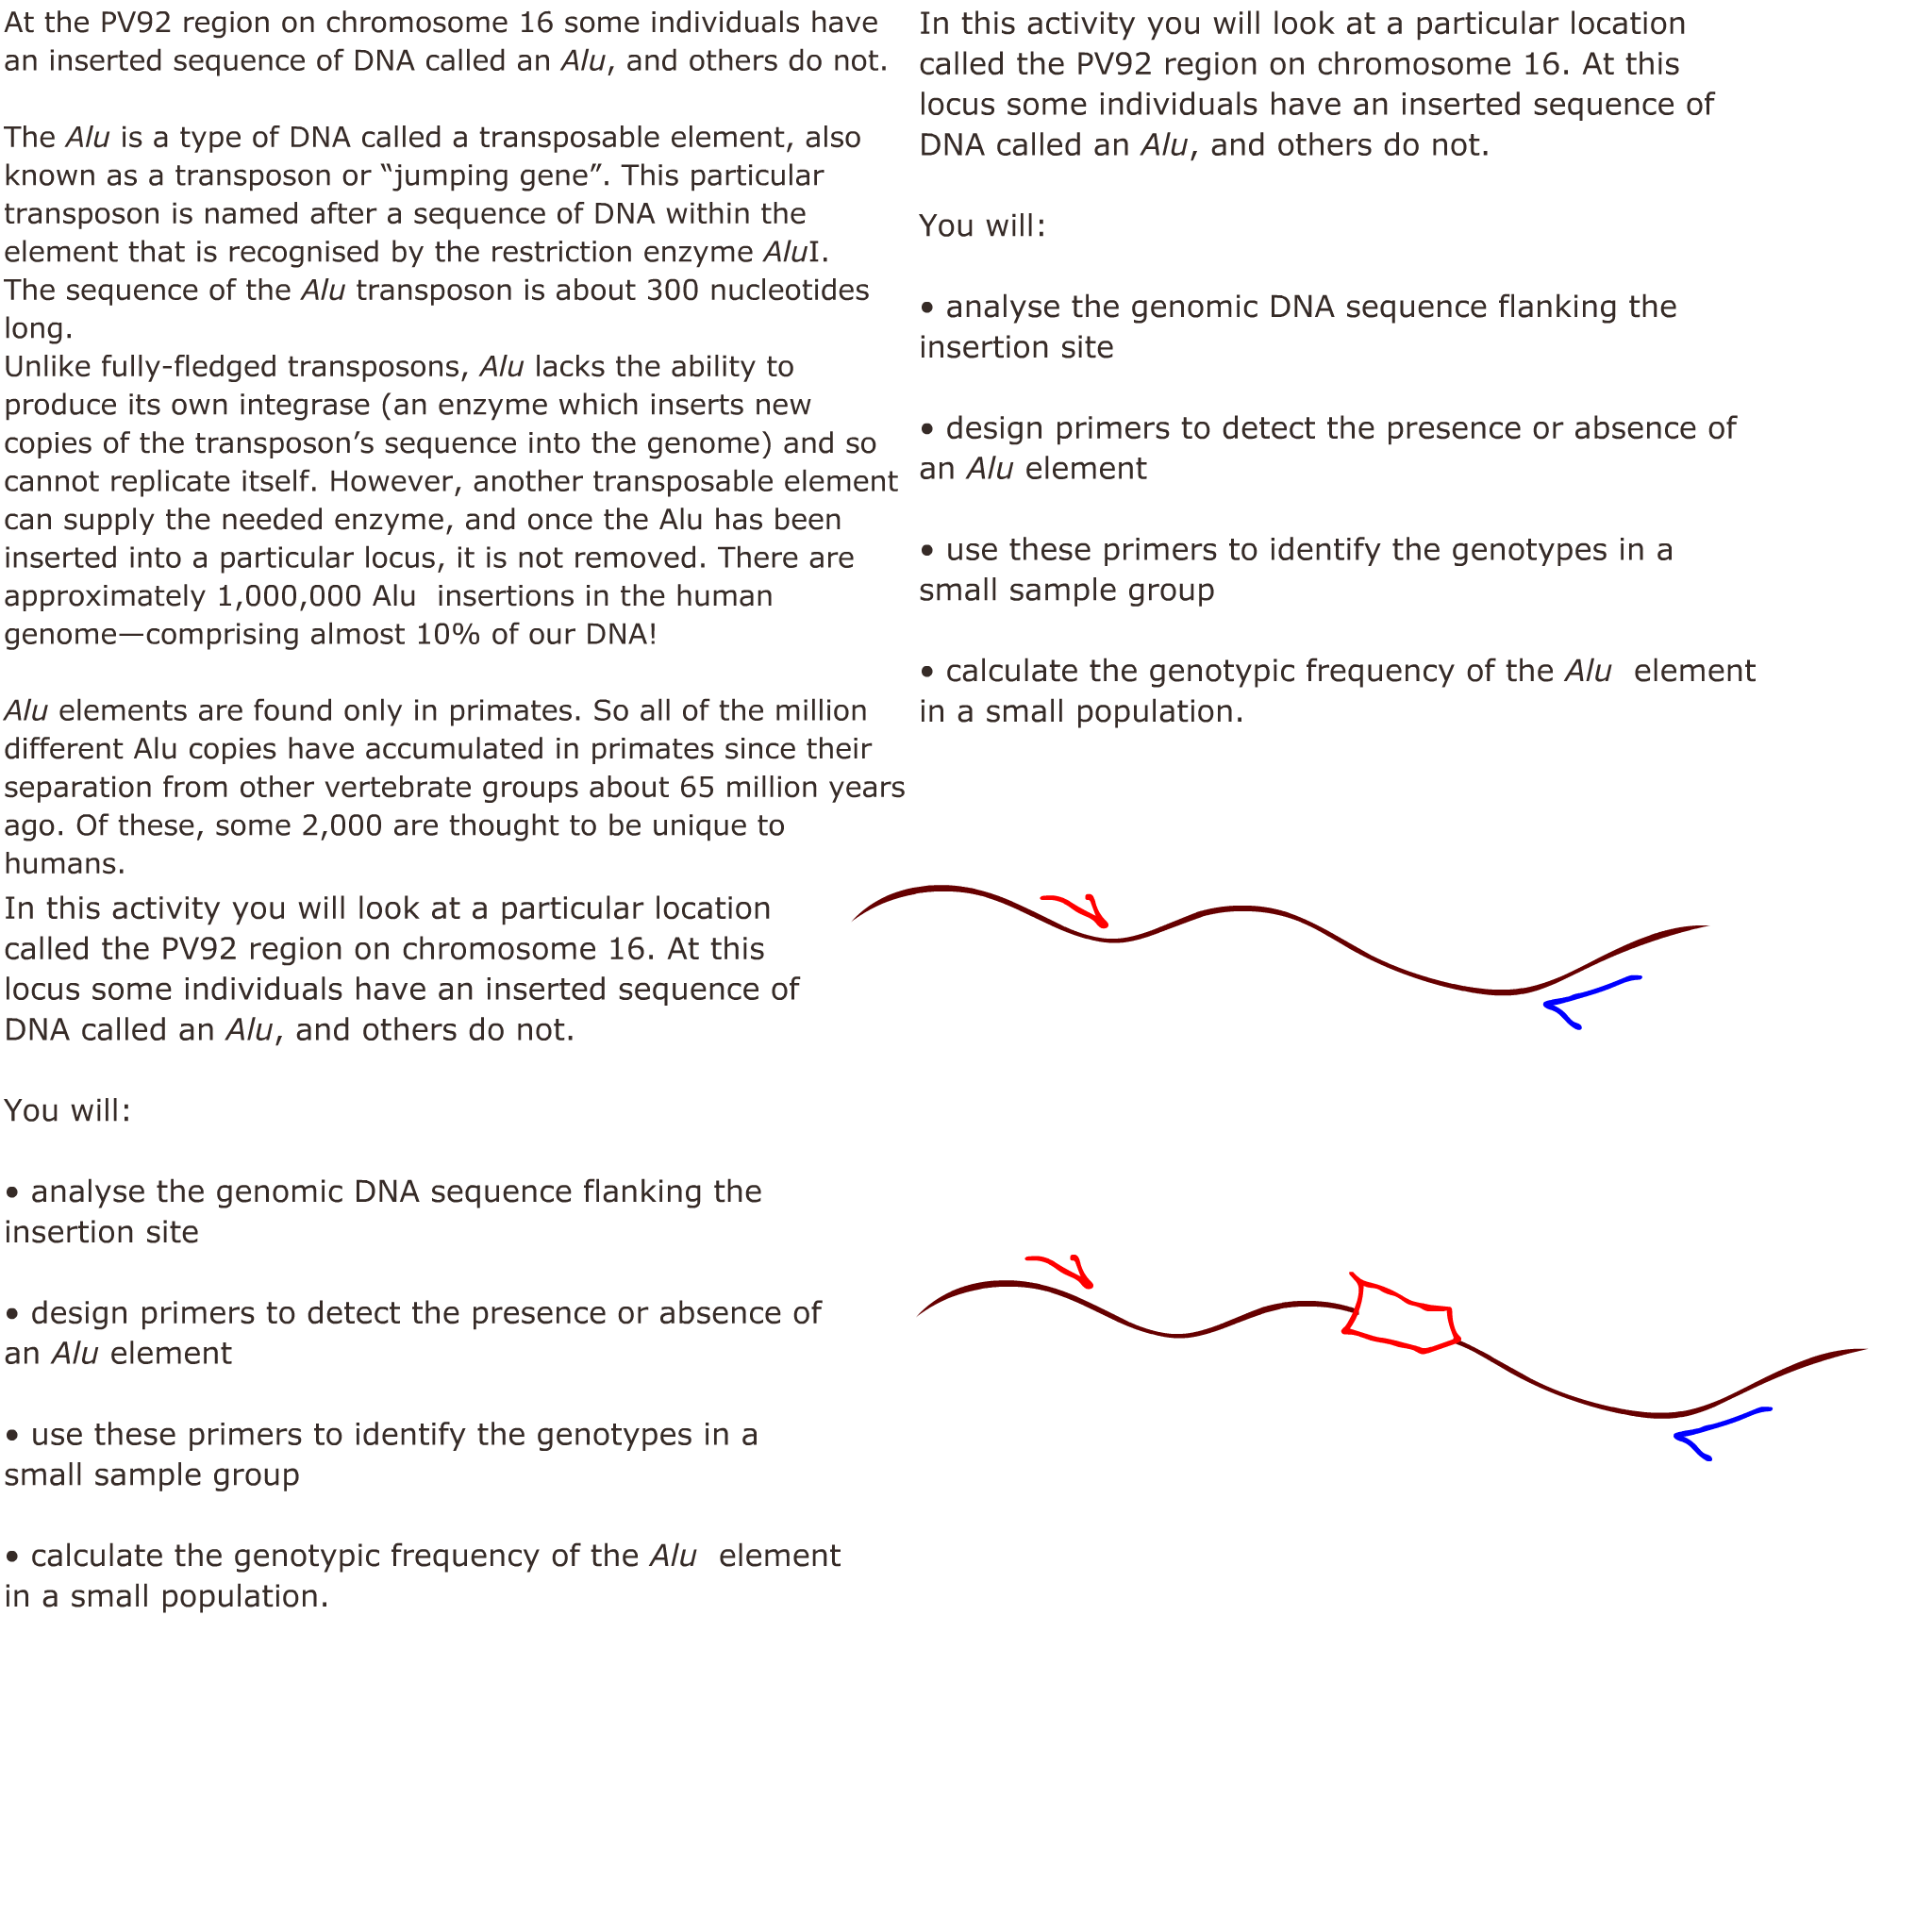 At the PV92 region on chromosome 16 some individuals have
an inserted sequence of DNA called an Alu, and others do not.
The Alu is a type of DNA called a transposable element, also
known as a transposon or “jumping gene”. This particular
transposon is named after a sequence of DNA within the
element that is recognised by the restriction enzyme AluI.
The sequence of the Alu transposon is about 300 nucleotides
long.
Unlike fully-fledged transposons, Alu lacks the ability to
produce its own integrase (an enzyme which inserts new
copies of the transposon’s sequence into the genome) and so
cannot replicate itself. However, another transposable element
can supply the needed enzyme, and once the Alu has been
inserted into a particular locus, it is not removed. There are
approximately 1,000,000 Alu  insertions in the human
genome—comprising almost 10% of our DNA!
Alu elements are found only in primates. So all of the million
different Alu copies have accumulated in primates since their
separation from other vertebrate groups about 65 million years
ago. Of these, some 2,000 are thought to be unique to
humans.
In this activity you will look at a particular location
called the PV92 region on chromosome 16. At this
locus some individuals have an inserted sequence of
DNA called an Alu, and others do not.
You will:
• analyse the genomic DNA sequence flanking the
insertion site
• design primers to detect the presence or absence of
an Alu element
• use these primers to identify the genotypes in a
small sample group
• calculate the genotypic frequency of the Alu  element
in a small population.
In this activity you will look at a particular location
called the PV92 region on chromosome 16. At this
locus some individuals have an inserted sequence of
DNA called an Alu, and others do not.
You will:
• analyse the genomic DNA sequence flanking the
insertion site
• design primers to detect the presence or absence of
an Alu element
• use these primers to identify the genotypes in a
small sample group
• calculate the genotypic frequency of the Alu  element
in a small population.